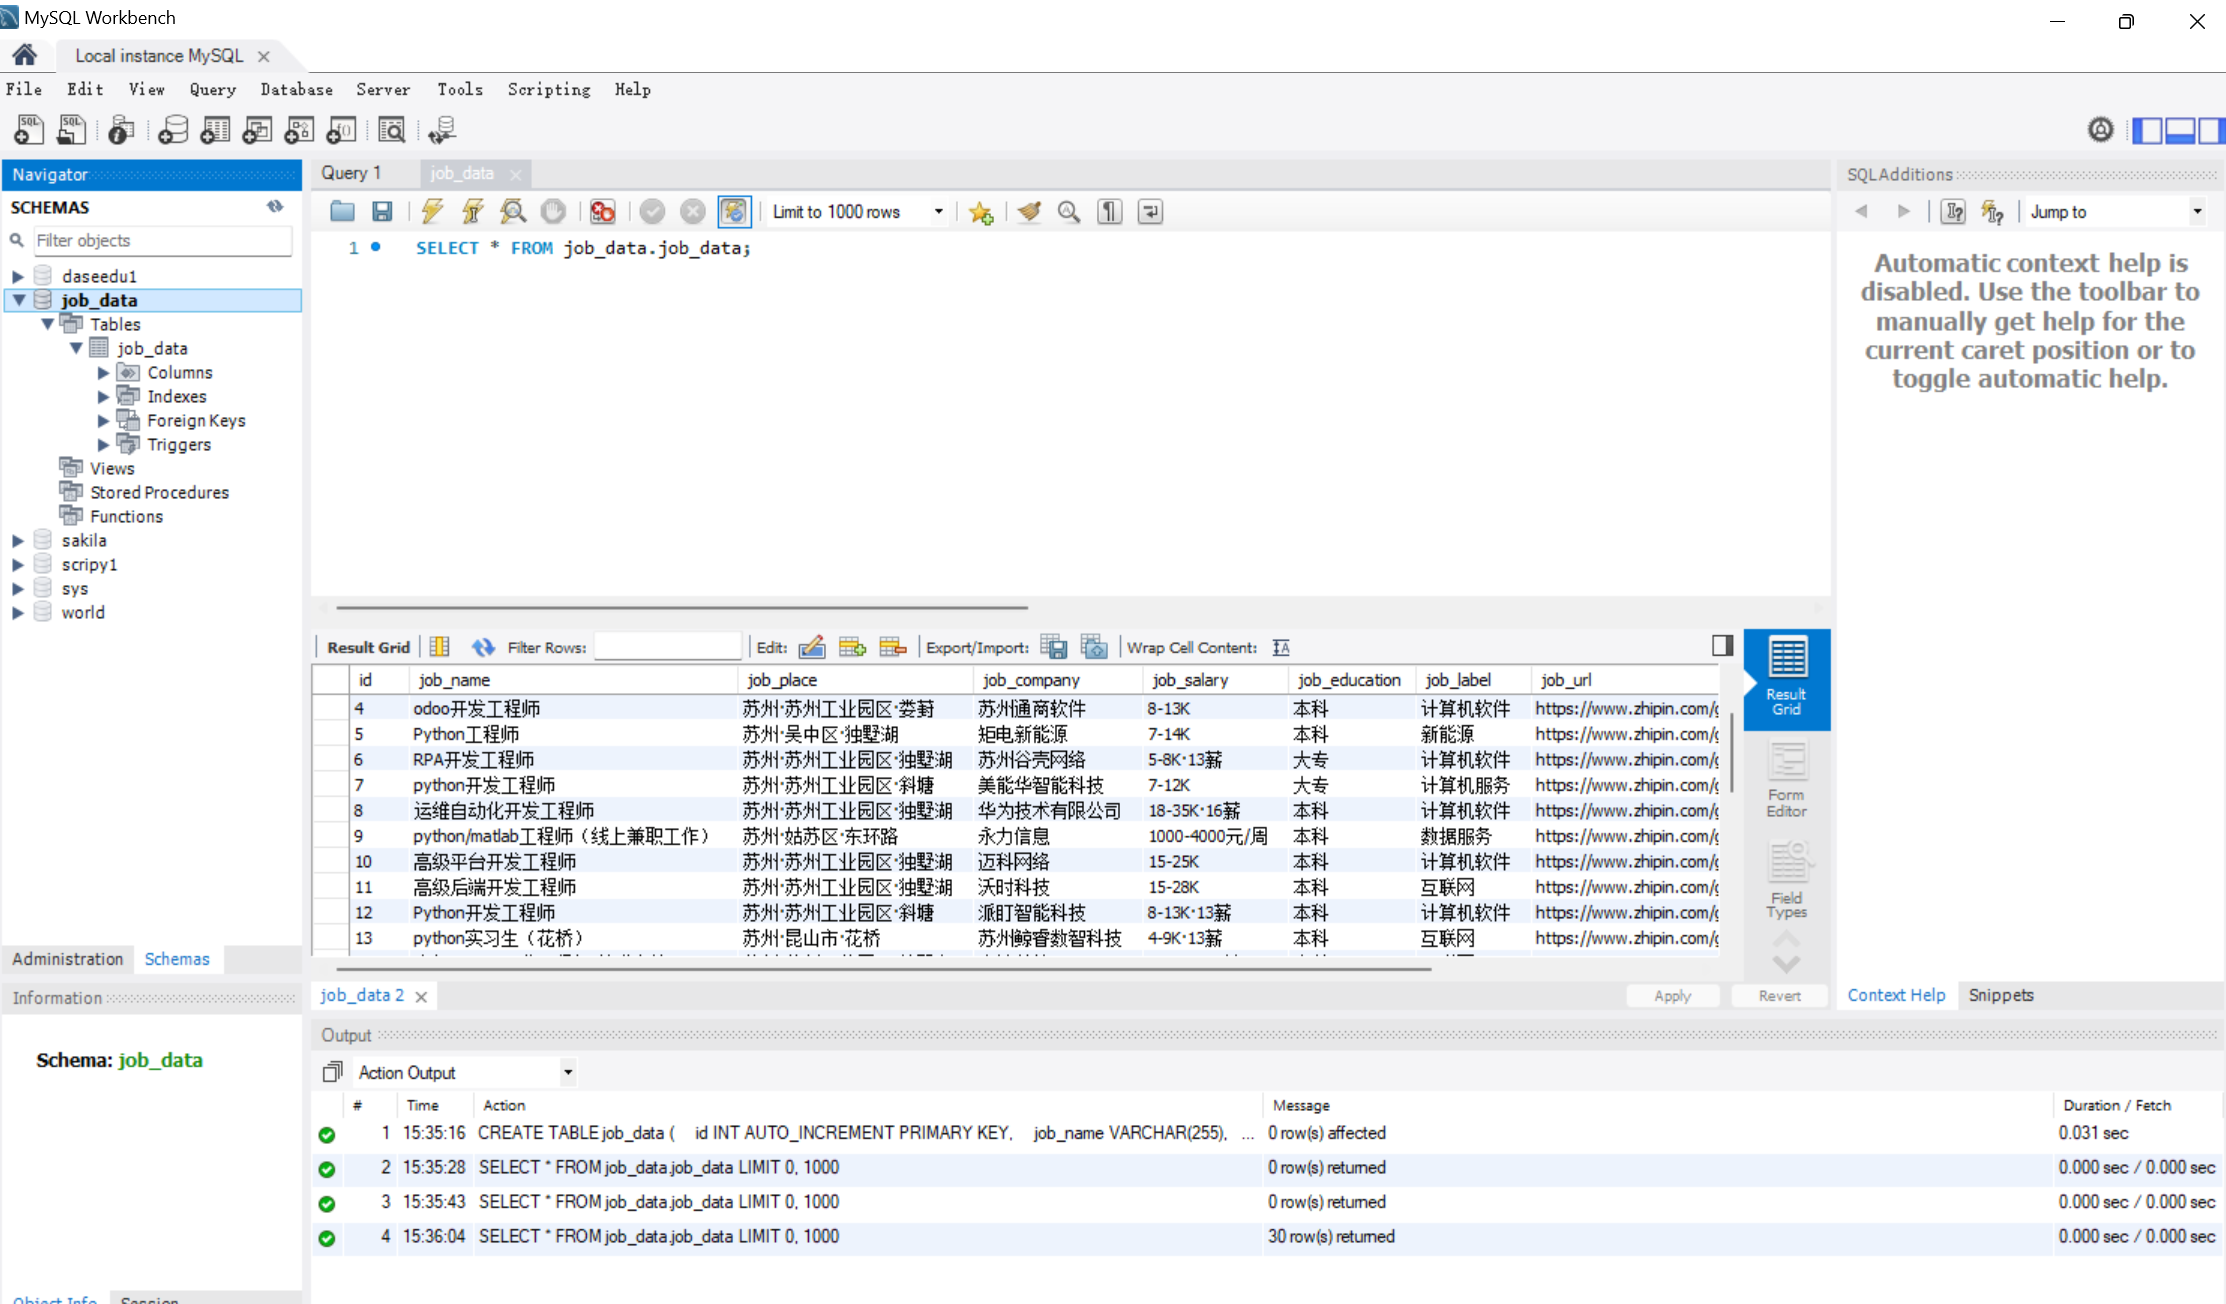 MySQL Workbench
Local instance MySQL
File Edit View Query Database Server Tools Scripting Help
Navigator
SCHEMAS
Filter objects
daseedu1
job_data
Tables
job_data
Columns
Indexes
Foreign Keys
Triggers
Views
Stored Procedures
Functions
sakila
scripy1
sys
world
Administration Schemas
Information
Schema: job_data
Object Info Session
Query 1 job_data
Limit to 1000 rows
1 SELECT * FROM job_data.job_data;
Result Grid Filter Rows: Edit: Export/Import: Wrap Cell Content:
id job_name job_place job_company job_salary job_education job_label job_url
4 odoo开发工程师 苏州·苏州工业园区·娄葑 苏州通商软件 8-13K 本科 计算机软件 https://www.zhipin.com/g
5 Python工程师 苏州·吴中区·独墅湖 矩电新能源 7-14K 本科 新能源 https://www.zhipin.com/g
6 RPA开发工程师 苏州·苏州工业园区·独墅湖 苏州谷壳网络 5-8K·13薪 大专 计算机软件 https://www.zhipin.com/g
7 python开发工程师 苏州·苏州工业园区·斜塘 美能华智能科技 7-12K 大专 计算机服务 https://www.zhipin.com/g
8 运维自动化开发工程师 苏州·苏州工业园区·独墅湖 华为技术有限公司 18-35K·16薪 本科 计算机软件 https://www.zhipin.com/g
9 python/matlab工程师（线上兼职工作） 苏州·姑苏区·东环路 永力信息 1000-4000元/周 本科 数据服务 https://www.zhipin.com/g
10 高级平台开发工程师 苏州·苏州工业园区·独墅湖 迈科网络 15-25K 本科 计算机软件 https://www.zhipin.com/g
11 高级后端开发工程师 苏州·苏州工业园区·独墅湖 沃时科技 15-28K 本科 互联网 https://www.zhipin.com/g
12 Python开发工程师 苏州·苏州工业园区·斜塘 派盯智能科技 8-13K·13薪 本科 计算机软件 https://www.zhipin.com/g
13 python实习生（花桥） 苏州·昆山市·花桥 苏州鲸睿数智科技 4-9K·13薪 本科 互联网 https://www.zhipin.com/g
Result Grid
Form Editor
Field Types
job_data 2 Apply Revert
Output
Action Output
# Time Action Message Duration / Fetch
1 15:35:16 CREATE TABLE job_data ( id INT AUTO_INCREMENT PRIMARY KEY, job_name VARCHAR(255), ... 0 row(s) affected 0.031 sec
2 15:35:28 SELECT * FROM job_data.job_data LIMIT 0, 1000 0 row(s) returned 0.000 sec / 0.000 sec
3 15:35:43 SELECT * FROM job_data.job_data LIMIT 0, 1000 0 row(s) returned 0.000 sec / 0.000 sec
4 15:36:04 SELECT * FROM job_data.job_data LIMIT 0, 1000 30 row(s) returned 0.000 sec / 0.000 sec
SQLAdditions
Jump to
Automatic context help is
disabled. Use the toolbar to
manually get help for the
current caret position or to
toggle automatic help.
Context Help Snippets